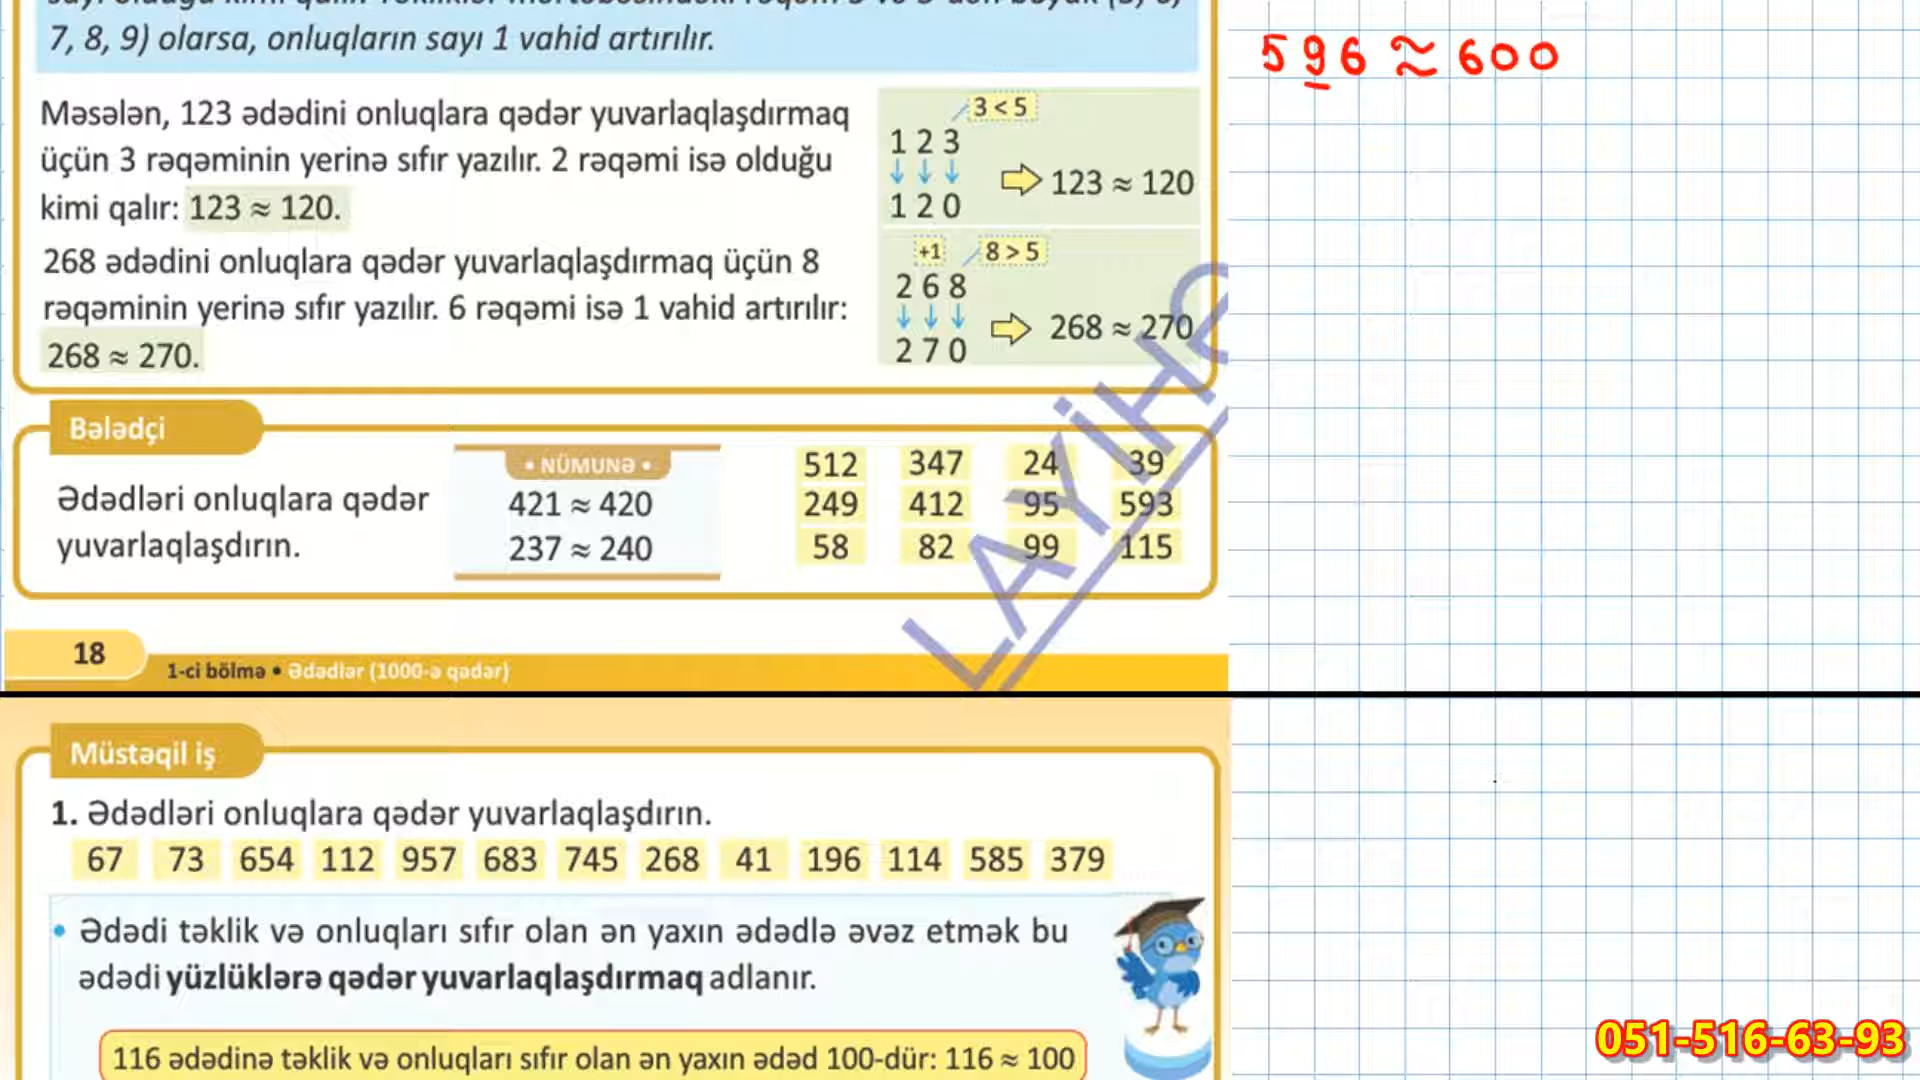 7, 8, 9) olarsa, onluqların sayı 1 vahid artırılır.
Məsələn, 123 ədədini onluqlara qədər yuvarlaqlaşdırmaq
üçün 3 rəqəminin yerinə sıfır yazılır. 2 rəqəmi isə olduğu
kimi qalır: 123 ≈ 120.
268 ədədini onluqlara qədər yuvarlaqlaşdırmaq üçün 8
rəqəminin yerinə sıfır yazılır. 6 rəqəmi isə 1 vahid artırılır:
268 ≈ 270.
3 < 5
1 2 3
1 2 0
123 ≈ 120
+1
8 > 5
2 6 8
2 7 0
268 ≈ 270
596 ≈ 600
Bələdçi
Ədədləri onluqlara qədər
yuvarlaqlaşdırın.
• NÜMUNƏ •
421 ≈ 420
237 ≈ 240
512 347 24 39
249 412 95 593
58 82 99 115
LAYİHƏ
18
1-ci bölmə • Ədədlər (1000-ə qədər)
Müstəqil iş
1. Ədədləri onluqlara qədər yuvarlaqlaşdırın.
67 73 654 112 957 683 745 268 41 196 114 585 379
• Ədədi təklik və onluqları sıfır olan ən yaxın ədədlə əvəz etmək bu
ədədi yüzlüklərə qədər yuvarlaqlaşdırmaq adlanır.
116 ədədinə təklik və onluqları sıfır olan ən yaxın ədəd 100-dür: 116 ≈ 100
051-516-63-93